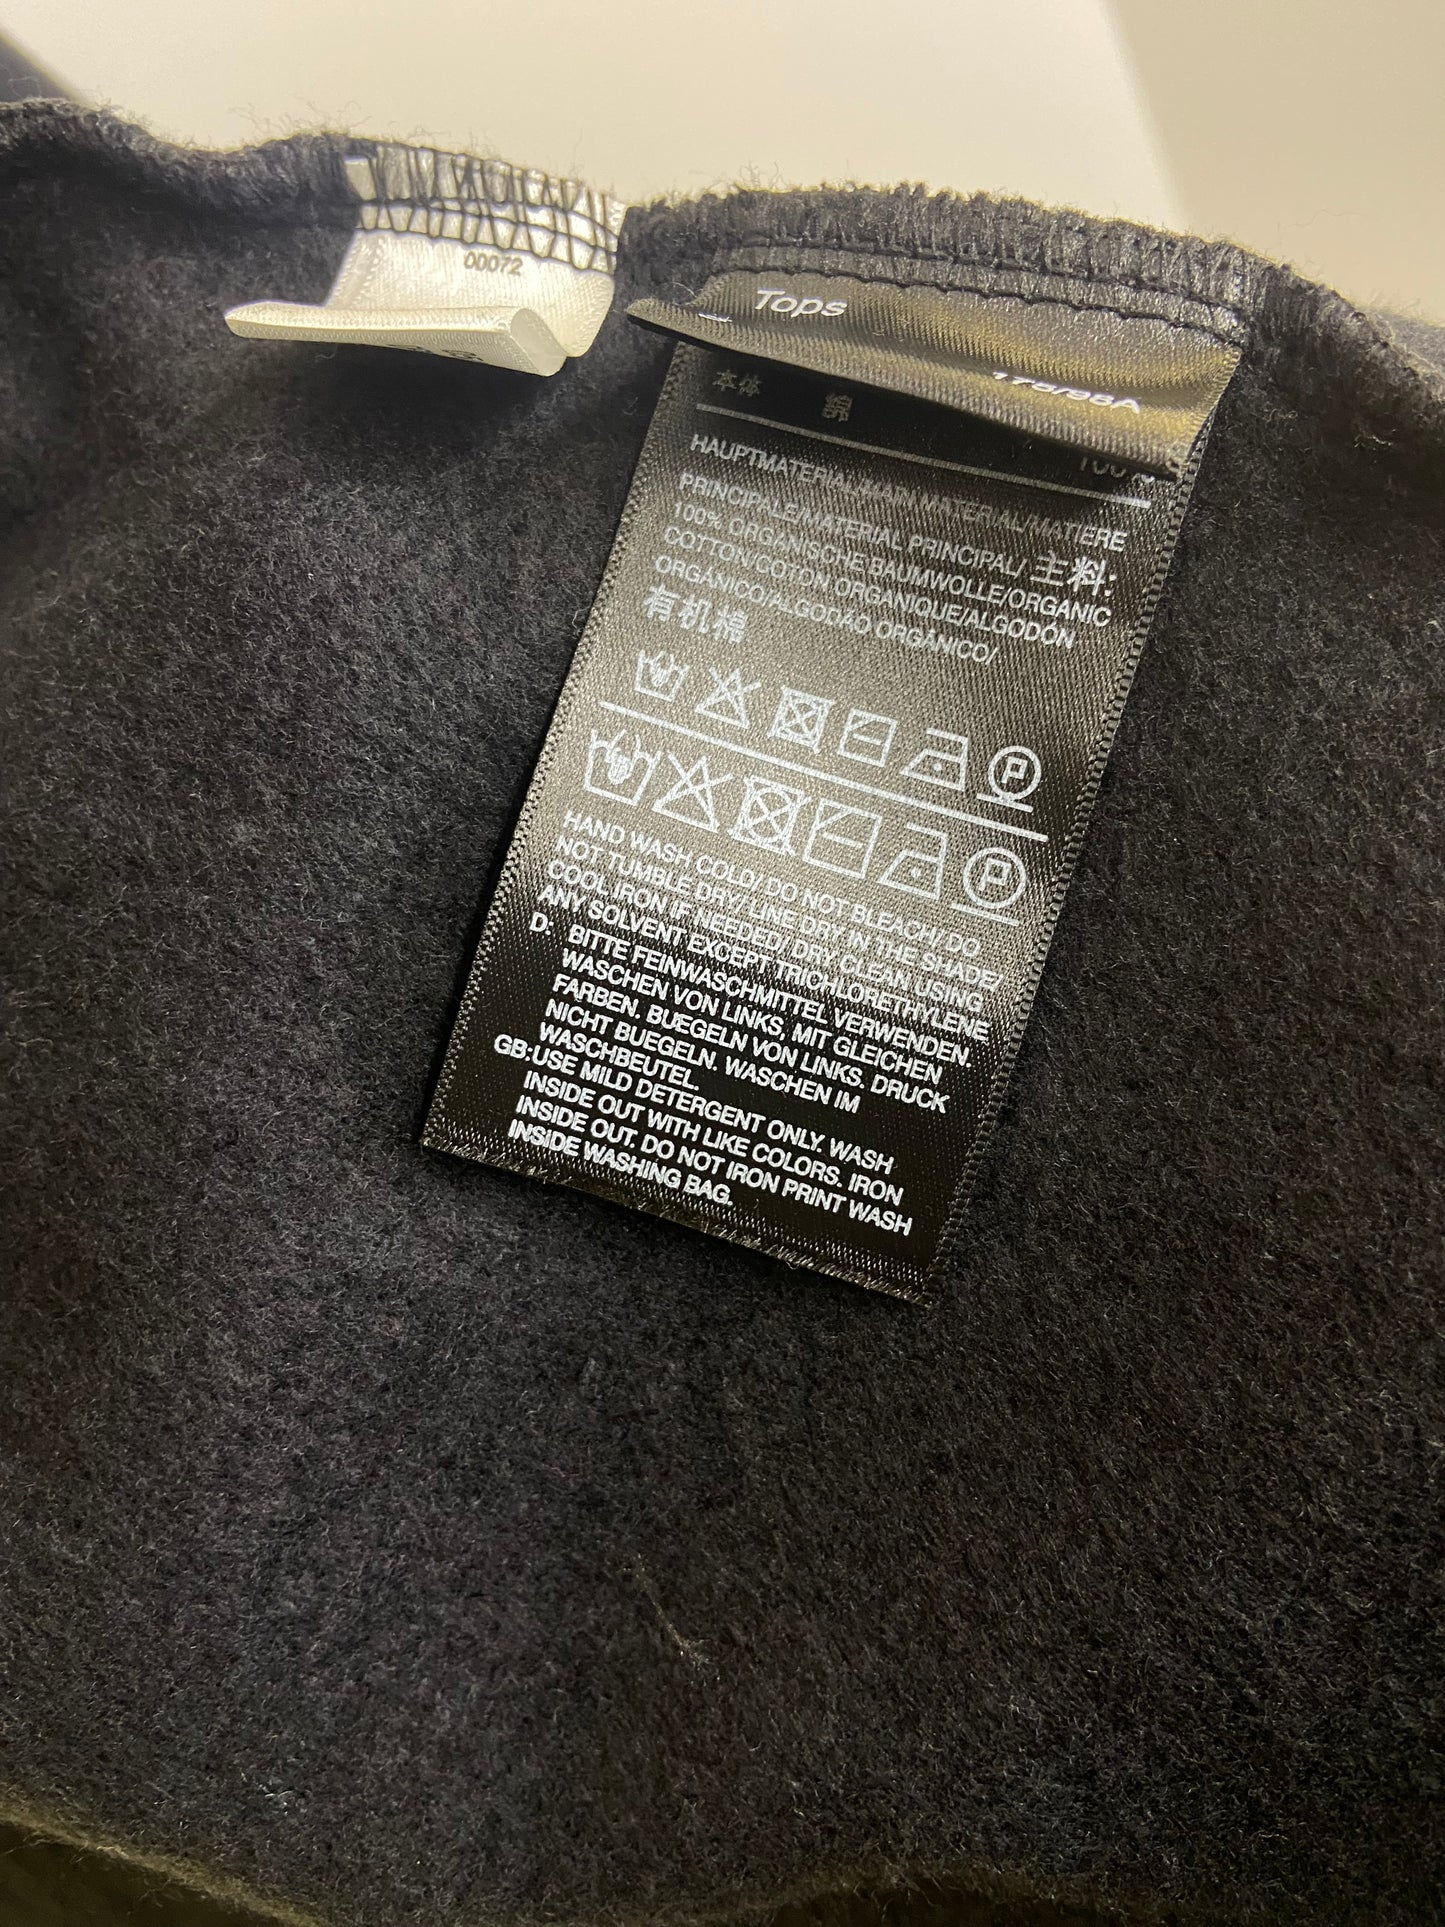 00072
Tops
175/96A
本体 綿
100%
HAUPTMATERIAL/MAIN MATERIAL/MATIERE
PRINCIPALE/MATERIAL PRINCIPAL/ 主料:
100% ORGANISCHE BAUMWOLLE/ORGANIC
COTTON/COTON ORGANIQUE/ALGODÓN
ORGÁNICO/ALGODÃO ORGÂNICO/
有机棉
P
P
HAND WASH COLD/ DO NOT BLEACH/ DO
NOT TUMBLE DRY/ LINE DRY IN THE SHADE/
COOL IRON IF NEEDED/ DRY CLEAN USING
ANY SOLVENT EXCEPT TRICHLORETHYLENE
D: BITTE FEINWASCHMITTEL VERWENDEN.
WASCHEN VON LINKS. MIT GLEICHEN
FARBEN. BUEGELN VON LINKS. DRUCK
NICHT BUEGELN. WASCHEN IM
WASCHBEUTEL.
GB:USE MILD DETERGENT ONLY. WASH
INSIDE OUT WITH LIKE COLORS. IRON
INSIDE OUT. DO NOT IRON PRINT WASH
INSIDE WASHING BAG.